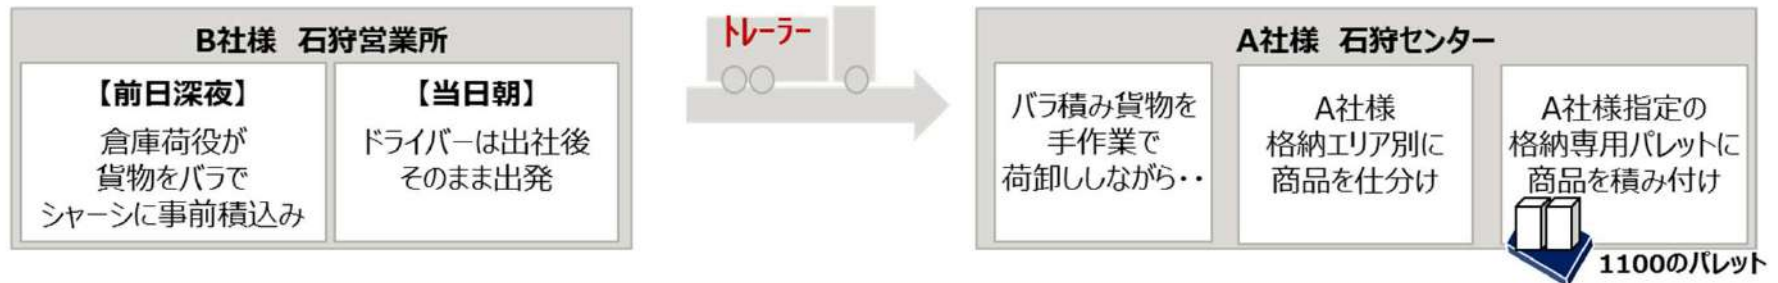 B社様 石狩営業所
【前日深夜】
倉庫荷役が
貨物をバラで
シャーシに事前積込み
【当日朝】
ドライバーは出社後
そのまま出発
トレーラー
A社様 石狩センター
バラ積み貨物を
手作業で
荷卸ししながら・・
A社様
格納エリア別に
商品を仕分け
A社様指定の
格納専用パレットに
商品を積み付け
1100のパレット